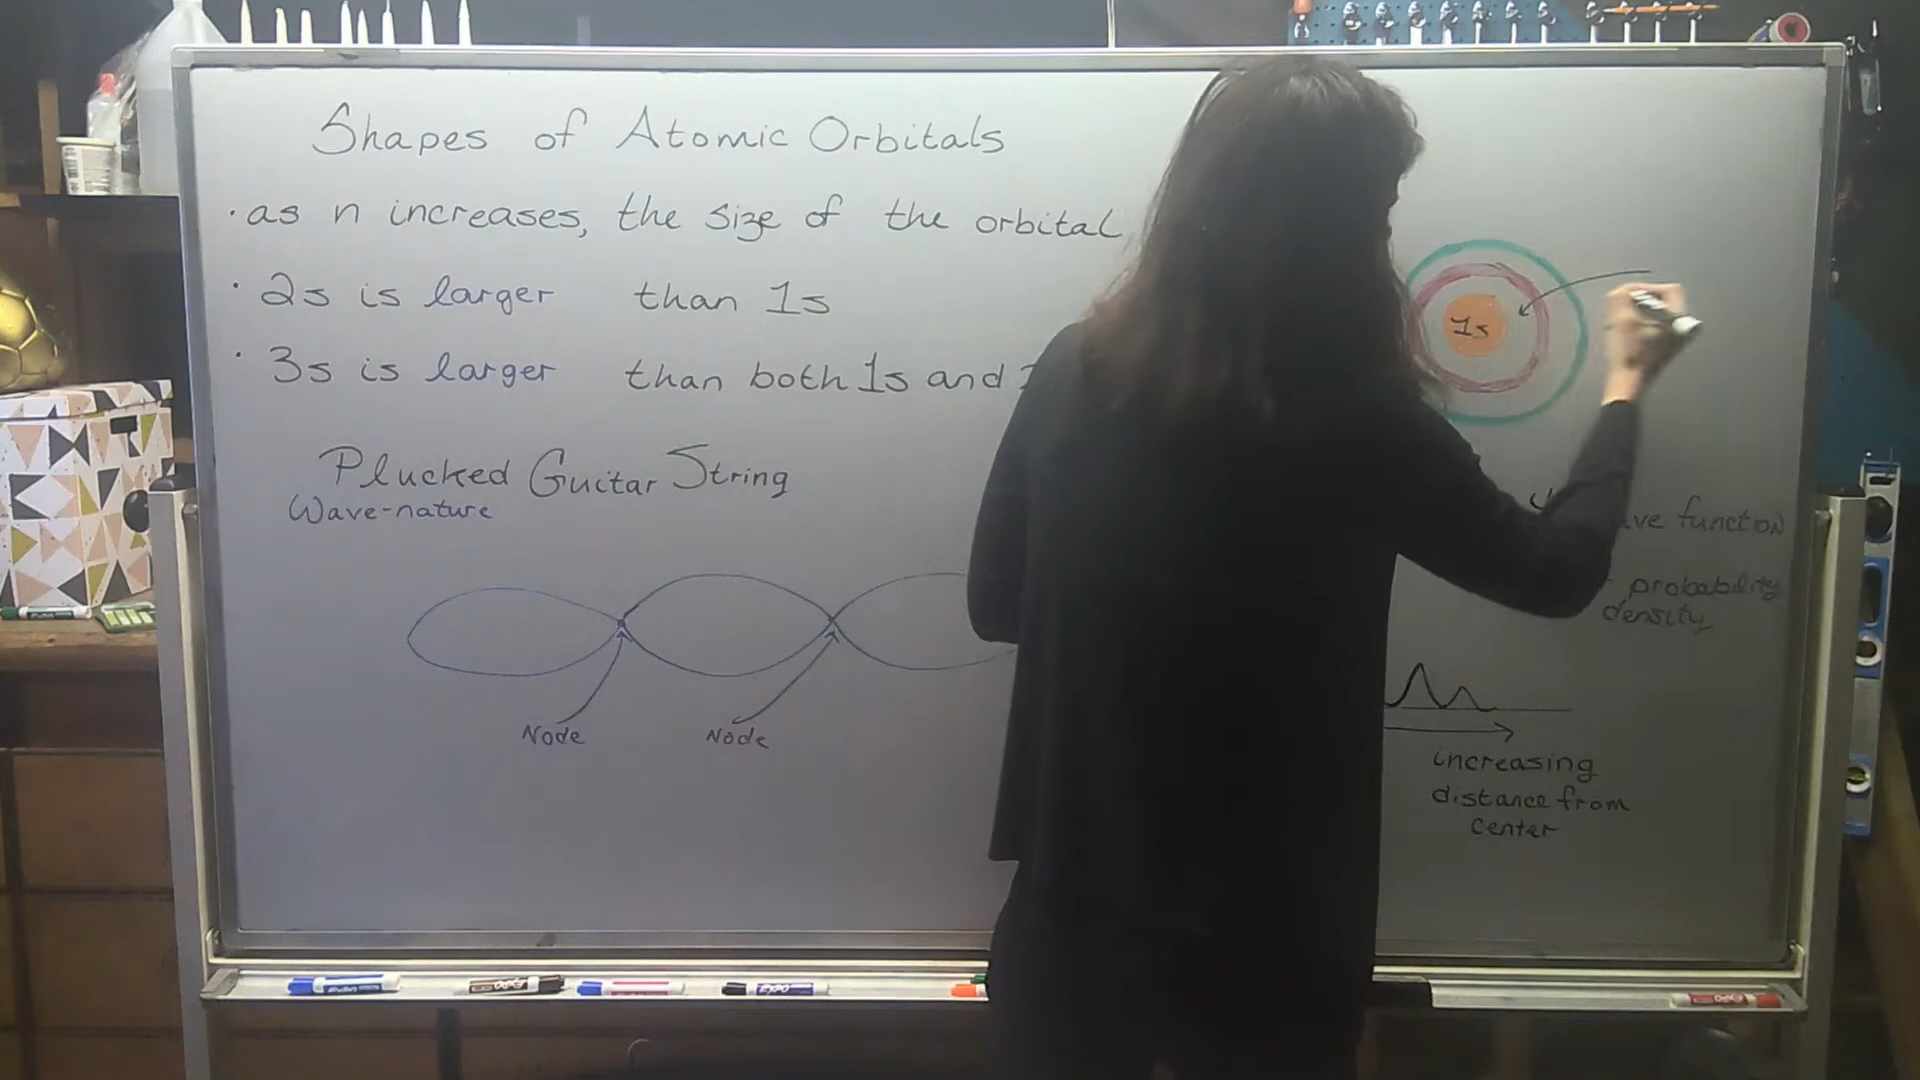 Shapes of Atomic Orbitals
· as n increases, the size of the orbital
· 2s is larger than 1s
· 3s is larger than both 1s and
Plucked Guitar String
Wave-nature
Node Node
1s
function
probability
density
increasing
distance from
center
EXPO